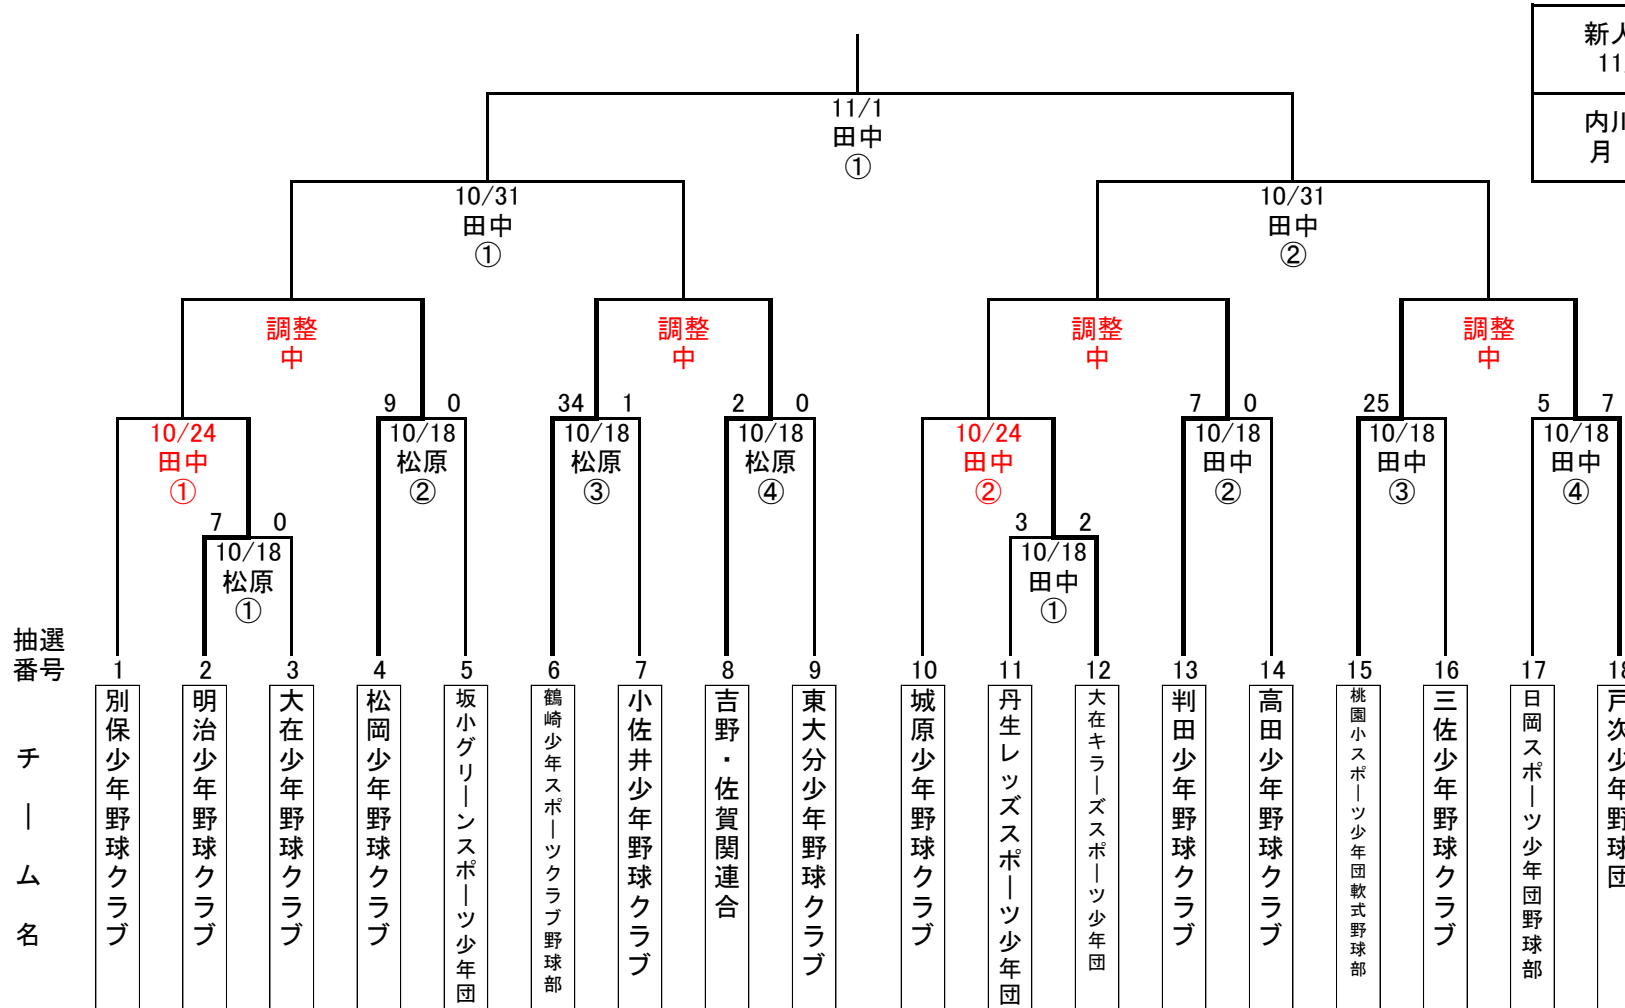 新人
11
内川
月
11/1
田中
①
10/31
田中
①
10/31
田中
②
調整
中
調整
中
調整
中
調整
中
9 0
34 1
2 0
7 0
25
5 7
10/24
田中
①
10/18
松原
②
10/18
松原
③
10/18
松原
④
10/24
田中
②
10/18
田中
②
10/18
田中
③
10/18
田中
④
7 0
3 2
10/18
松原
①
10/18
田中
①
抽選
番号
1 2 3 4 5 6 7 8 9 10 11 12 13 14 15 16 17 18
チーム名
別保少年野球クラブ
明治少年野球クラブ
大在少年野球クラブ
松岡少年野球クラブ
坂小グリーンスポーツ少年団
鶴崎少年スポーツクラブ野球部
小佐井少年野球クラブ
吉野・佐賀関連合
東大分少年野球クラブ
城原少年野球クラブ
丹生レッズスポーツ少年団
大在キラーズスポーツ少年団
判田少年野球クラブ
高田少年野球クラブ
桃園小スポーツ少年団軟式野球部
三佐少年野球クラブ
日岡スポーツ少年団野球部
戸次少年野球団